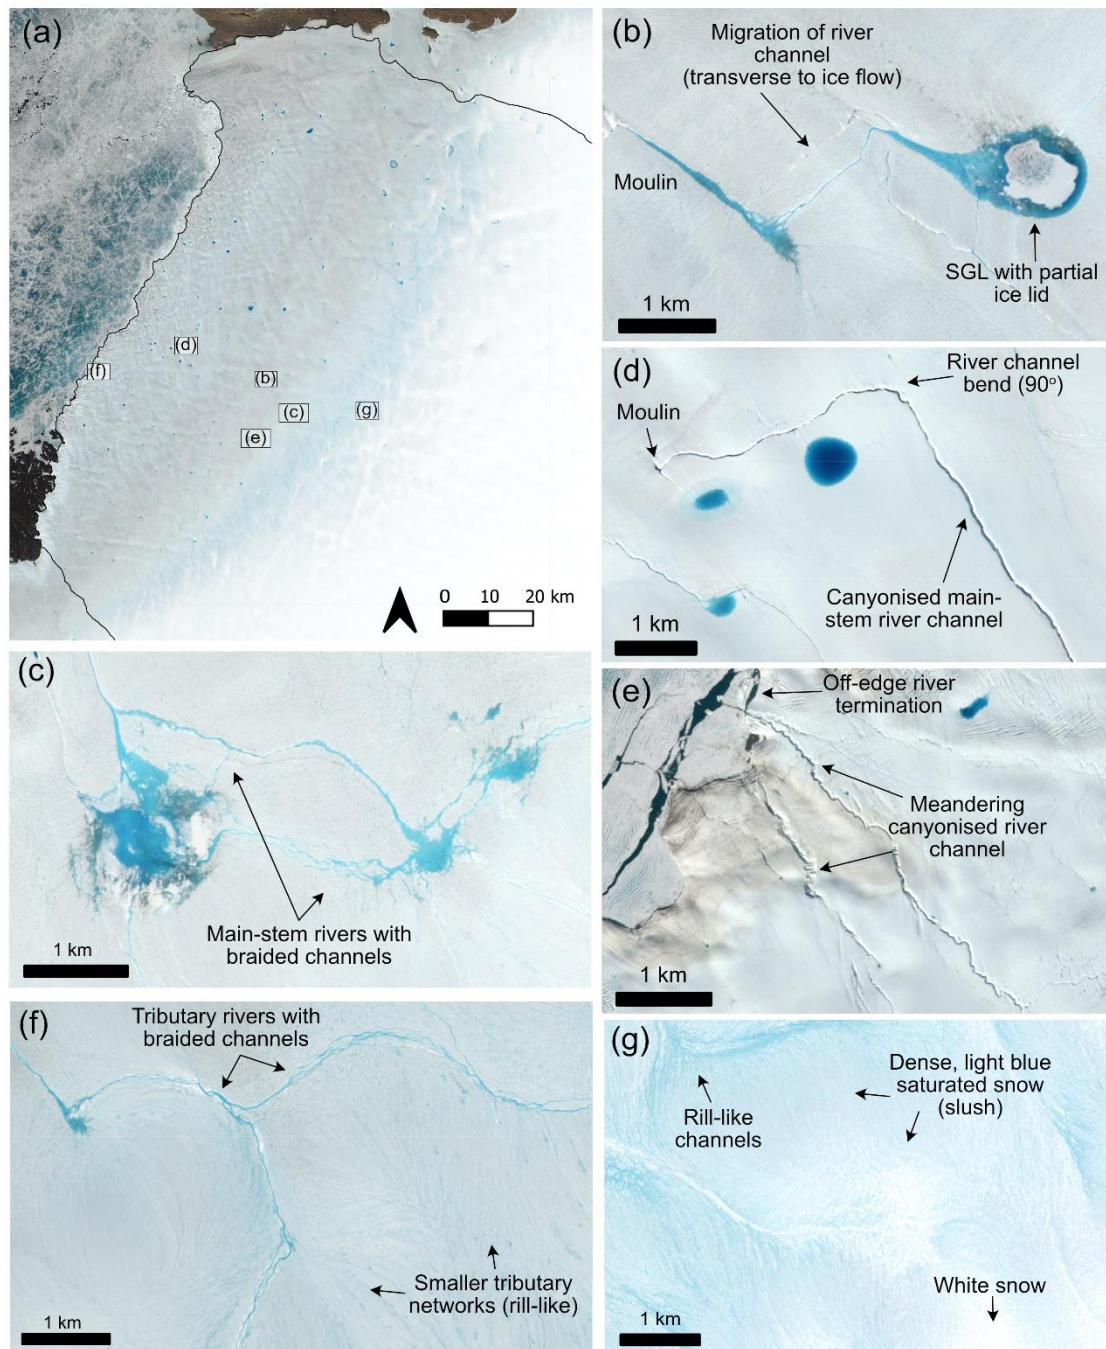 (a)
(f)
(d)
(b)
(c)
(g)
(e)
0 10 20 km
(b)
Migration of river
channel
(transverse to ice flow)
Moulin
SGL with partial
ice lid
1 km
(d)
River channel
bend (90°)
Moulin
Canyonised main-
stem river channel
1 km
(c)
Main-stem rivers with
braided channels
1 km
(e)
Off-edge river
termination
Meandering
canyonised river
channel
1 km
(f)
Tributary rivers with
braided channels
Smaller tributary
networks (rill-like)
1 km
(g)
Dense, light blue
saturated snow
(slush)
Rill-like
channels
White snow
1 km